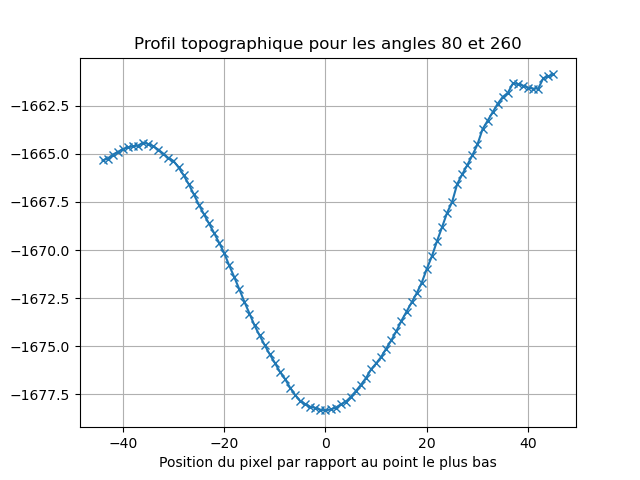 Profil topographique pour les angles 80 et 260
−1662.5
−1665.0
−1667.5
−1670.0
−1672.5
−1675.0
−1677.5
−40 −20 0 20 40
Position du pixel par rapport au point le plus bas